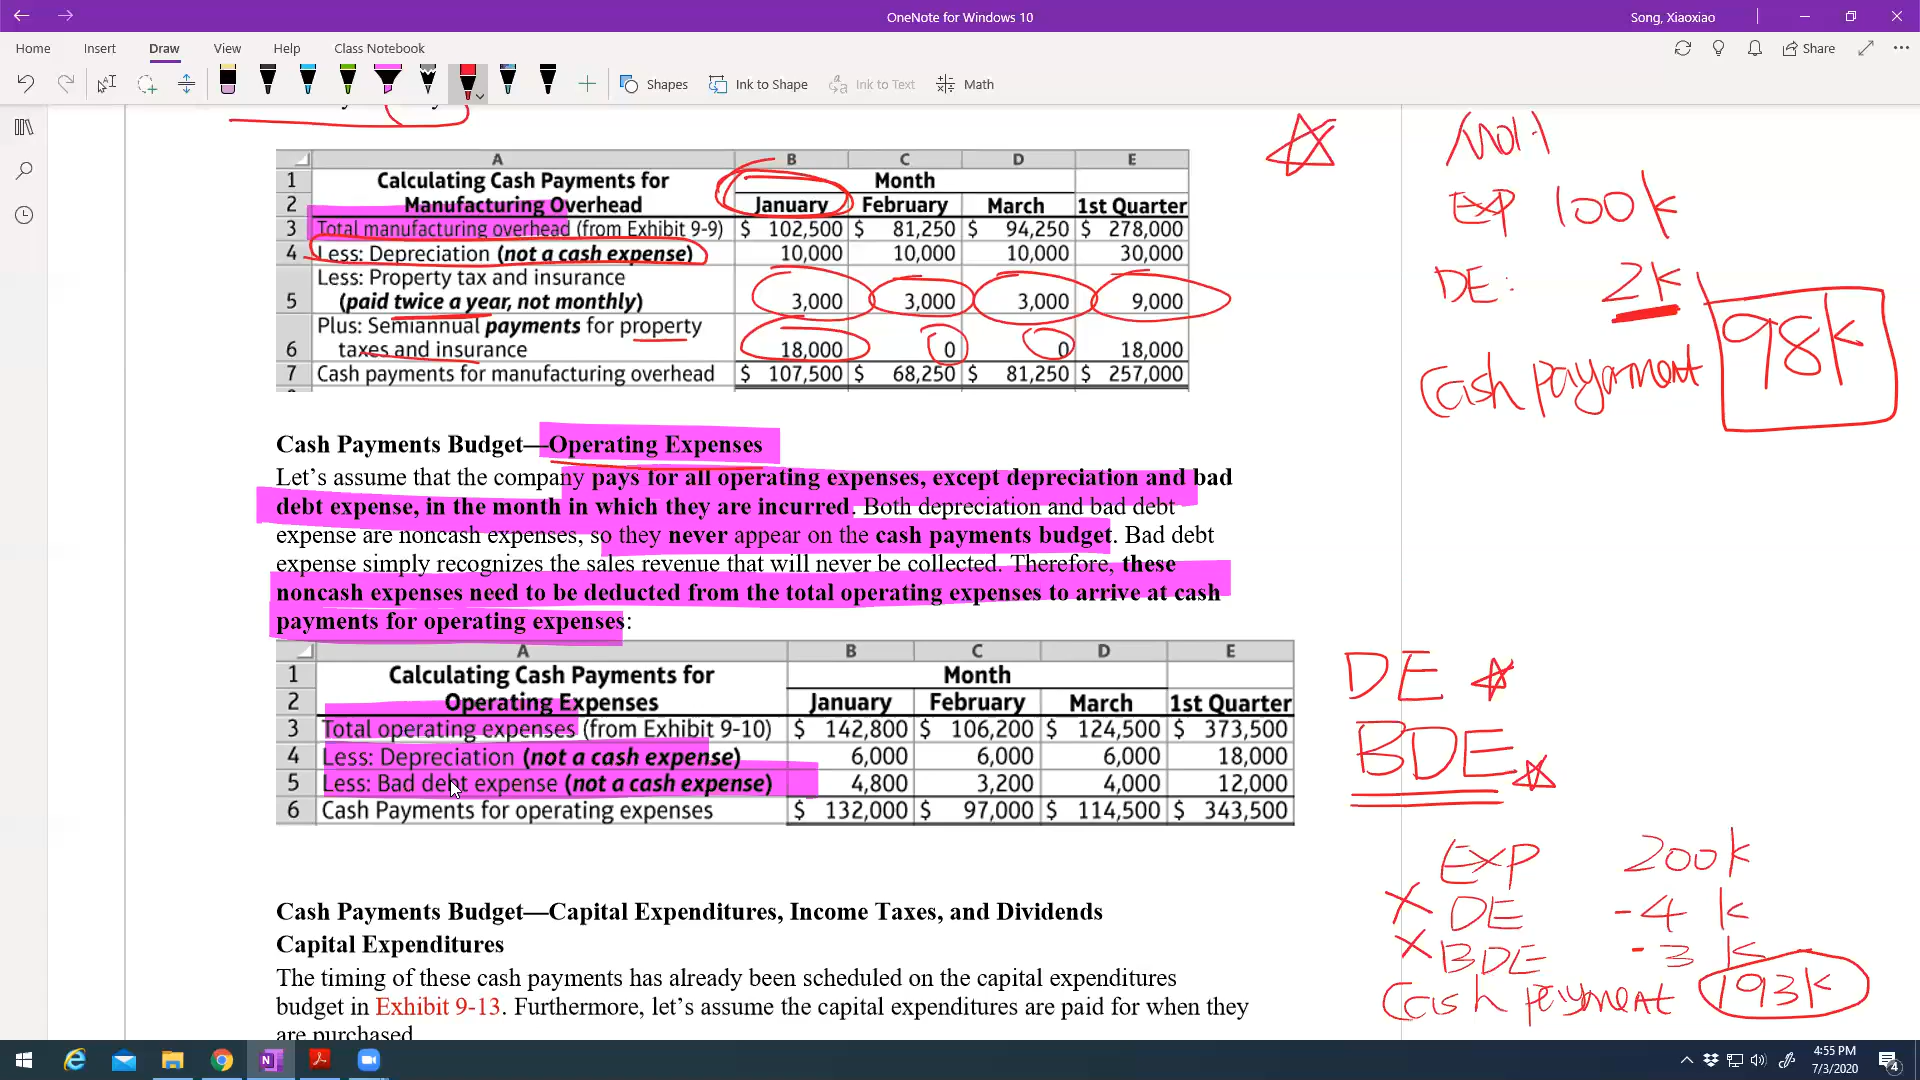 OneNote for Windows 10
Song, Xiaoxiao
Home Insert Draw View Help Class Notebook
Share
Shapes Ink to Shape Ink to Text Math
A B C D E
1 Calculating Cash Payments for Month
2 Manufacturing Overhead January February March 1st Quarter
3 Total manufacturing overhead (from Exhibit 9-9) $ 102,500 $ 81,250 $ 94,250 $ 278,000
4 Less: Depreciation (not a cash expense) 10,000 10,000 10,000 30,000
Less: Property tax and insurance
5 (paid twice a year, not monthly) 3,000 3,000 3,000 9,000
Plus: Semiannual payments for property
6 taxes and insurance 18,000 0 0 18,000
7 Cash payments for manufacturing overhead $ 107,500 $ 68,250 $ 81,250 $ 257,000
MOH
EXP 100k
DE: 2k
Cash payment 98k
Cash Payments Budget—Operating Expenses
Let's assume that the company pays for all operating expenses, except depreciation and bad
debt expense, in the month in which they are incurred. Both depreciation and bad debt
expense are noncash expenses, so they never appear on the cash payments budget. Bad debt
expense simply recognizes the sales revenue that will never be collected. Therefore, these
noncash expenses need to be deducted from the total operating expenses to arrive at cash
payments for operating expenses:
A B C D E
1 Calculating Cash Payments for Month
2 Operating Expenses January February March 1st Quarter
3 Total operating expenses (from Exhibit 9-10) $ 142,800 $ 106,200 $ 124,500 $ 373,500
4 Less: Depreciation (not a cash expense) 6,000 6,000 6,000 18,000
5 Less: Bad debt expense (not a cash expense) 4,800 3,200 4,000 12,000
6 Cash Payments for operating expenses $ 132,000 $ 97,000 $ 114,500 $ 343,500
DE
BDE
EXP 200k
X DE -4 k
X BDE -3 k
Cash payment 193k
Cash Payments Budget—Capital Expenditures, Income Taxes, and Dividends
Capital Expenditures
The timing of these cash payments has already been scheduled on the capital expenditures
budget in Exhibit 9-13. Furthermore, let's assume the capital expenditures are paid for when they
are purchased.
4:55 PM
7/3/2020
4